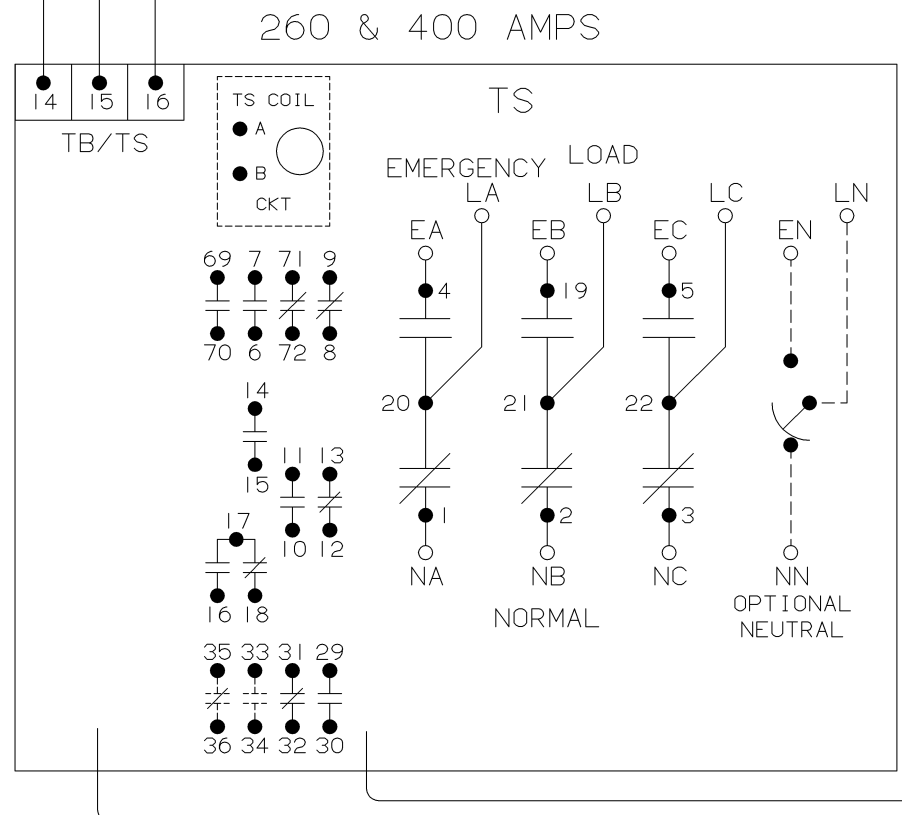 260 & 400 AMPS
14 15 16
TB/TS
TS COIL
A
B
CKT
TS
EMERGENCY
LOAD
LA LB LC LN
EA EB EC EN
4 19 5
20 21 22
1 2 3
NA NB NC NN
NORMAL
OPTIONAL
NEUTRAL
69 7 71 9
70 6 72 8
14
15
11 13
10 12
17
16 18
35 33 31 29
36 34 32 30